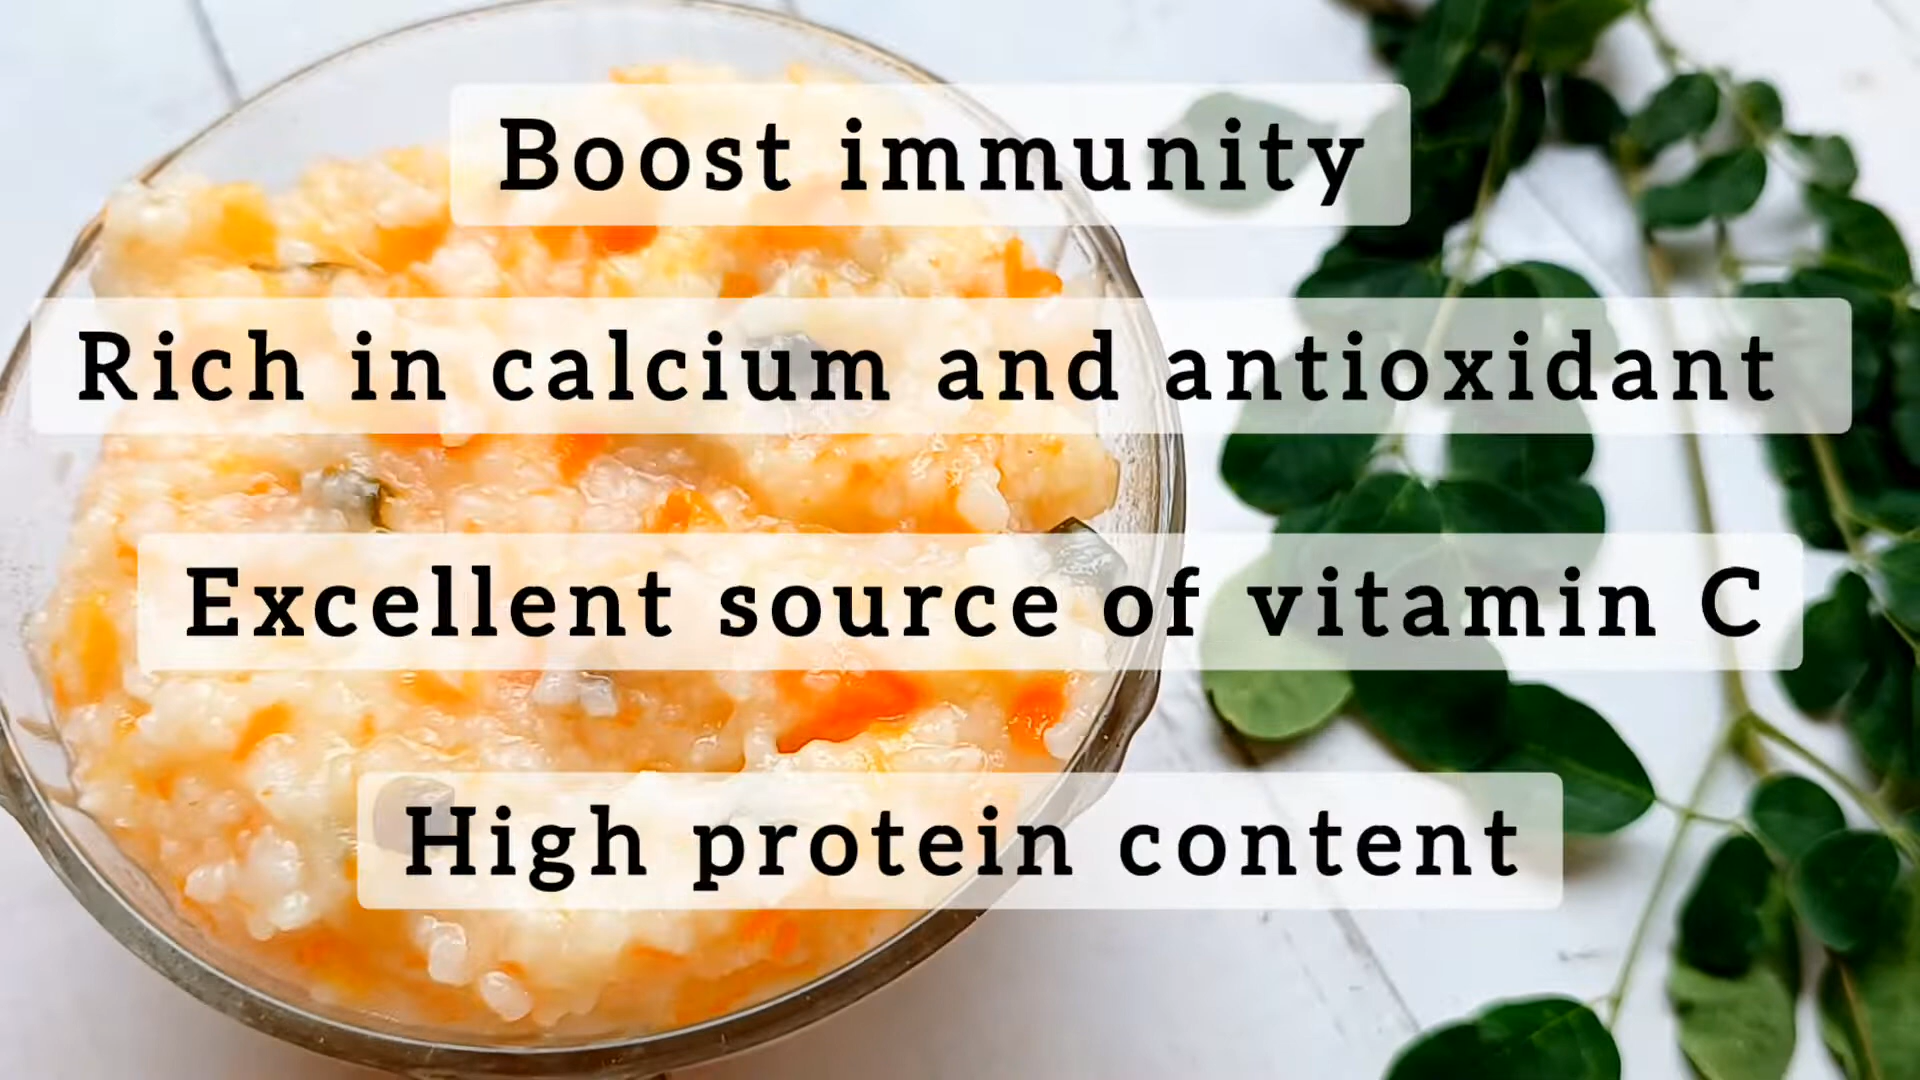 Boost immunity
Rich in calcium and antioxidant
Excellent source of vitamin C
High protein content